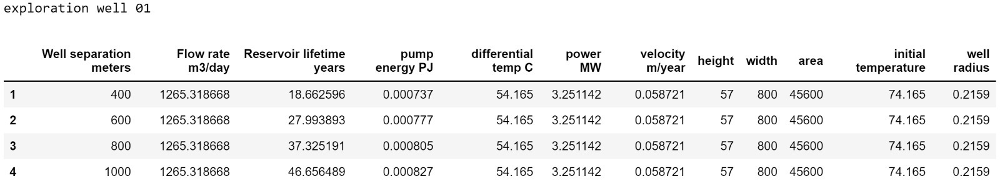 exploration well 01
Well separation meters Flow rate m3/day Reservoir lifetime years pump energy PJ differential temp C power MW velocity m/year height width area initial temperature well radius
1 400 1265.318668 18.662596 0.000737 54.165 3.251142 0.058721 57 800 45600 74.165 0.2159
2 600 1265.318668 27.993893 0.000777 54.165 3.251142 0.058721 57 800 45600 74.165 0.2159
3 800 1265.318668 37.325191 0.000805 54.165 3.251142 0.058721 57 800 45600 74.165 0.2159
4 1000 1265.318668 46.656489 0.000827 54.165 3.251142 0.058721 57 800 45600 74.165 0.2159